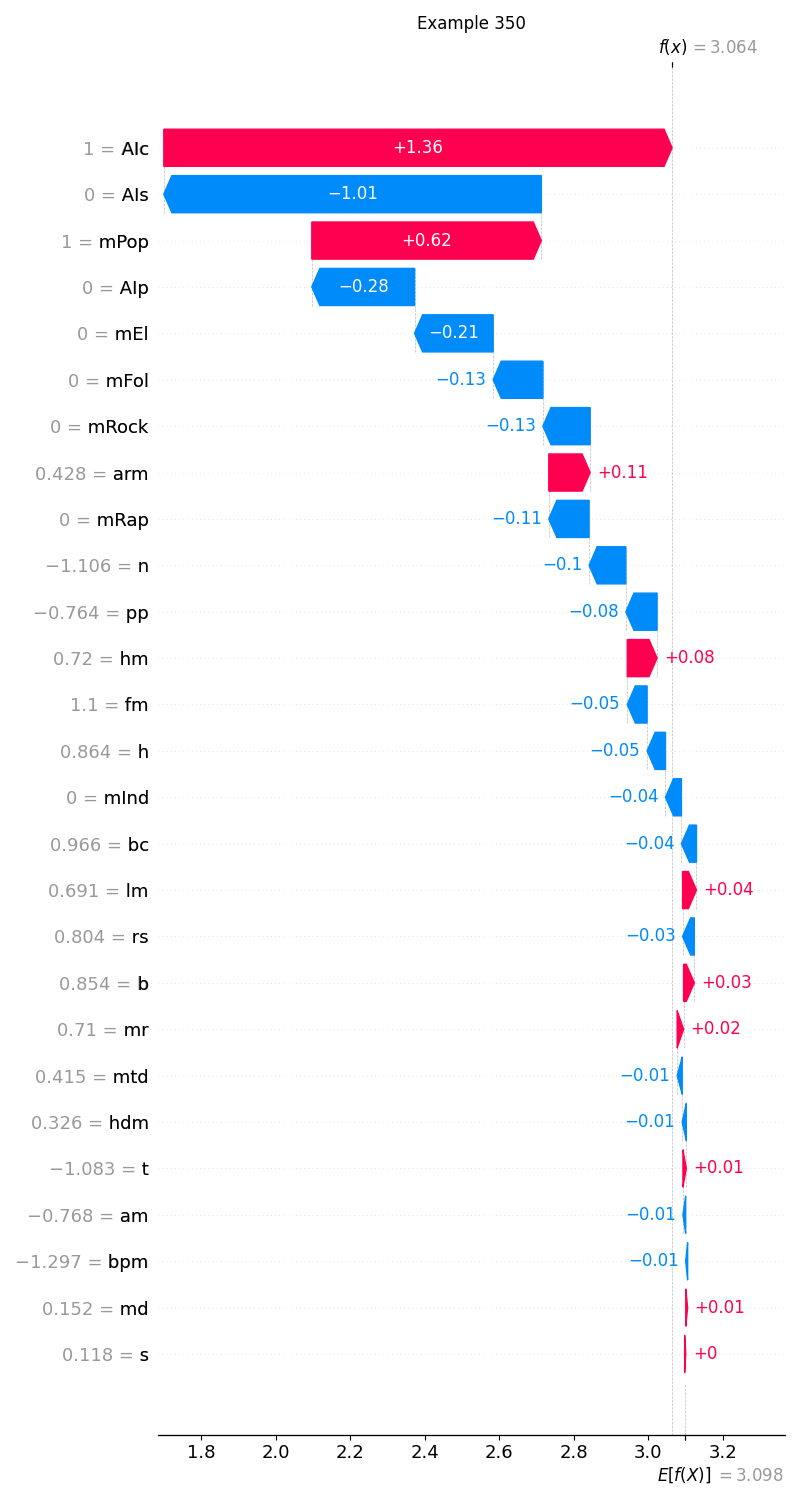 Example 350
f(x) = 3.064
1 = AIc +1.36
0 = AIs −1.01
1 = mPop +0.62
0 = AIp −0.28
0 = mEl −0.21
0 = mFol −0.13
0 = mRock −0.13
0.428 = arm +0.11
0 = mRap −0.11
−1.106 = n −0.1
−0.764 = pp −0.08
0.72 = hm +0.08
1.1 = fm −0.05
0.864 = h −0.05
0 = mInd −0.04
0.966 = bc −0.04
0.691 = lm +0.04
0.804 = rs −0.03
0.854 = b +0.03
0.71 = mr +0.02
0.415 = mtd −0.01
0.326 = hdm −0.01
−1.083 = t +0.01
−0.768 = am −0.01
−1.297 = bpm −0.01
0.152 = md +0.01
0.118 = s +0
1.8 2.0 2.2 2.4 2.6 2.8 3.0 3.2
E[f(X)] = 3.098